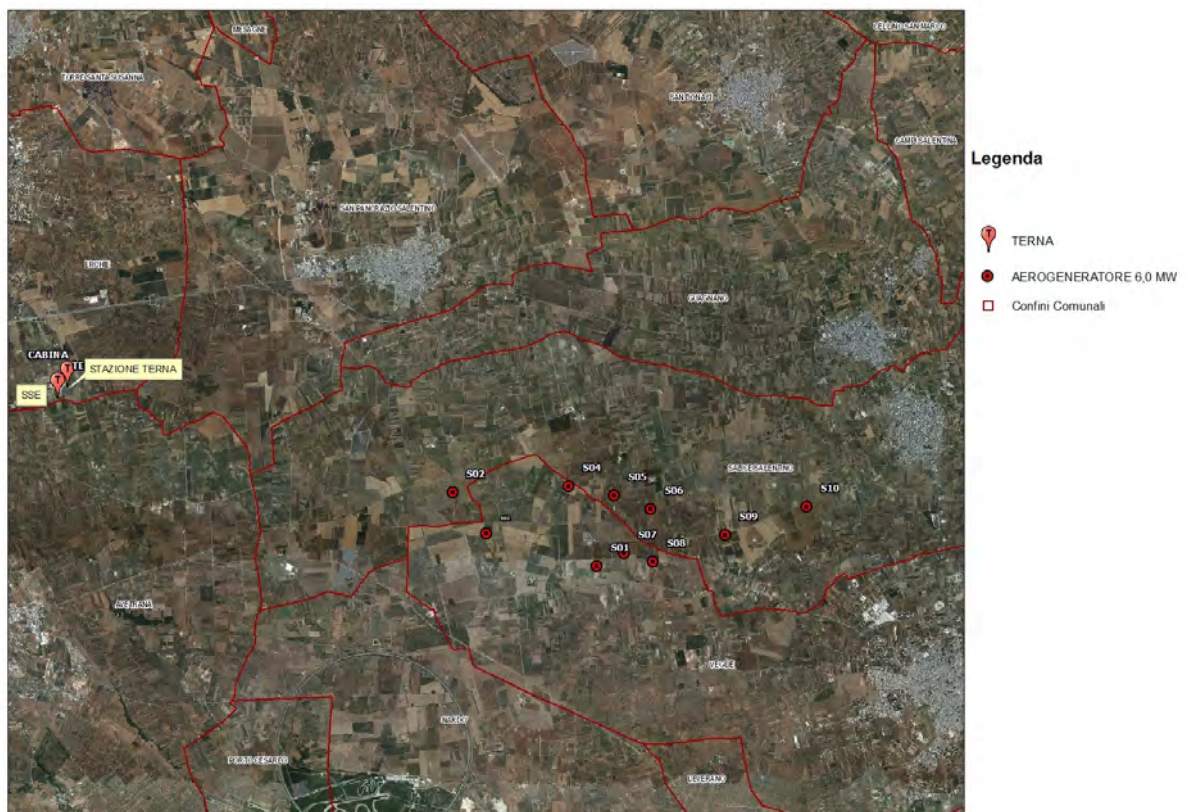 MESAGNE
CELLINO SAN MARCO
TORRE SANTA SUSANNA
SAN DONACI
CAMPI SALENTINA
Legenda
SAN PANCRAZIO SALENTINO
TERNA
ERCHIE
AEROGENERATORE 6,0 MW
GUAGNANO
Confini Comunali
CABINA
TE
STAZIONE TERNA
SSE
SALICE SALENTINO
S02
S04
S05
S06
S10
S09
S07
S01
S08
AVETRANA
VEGLIE
NARDO'
PORTO CESAREO
LEVERANO